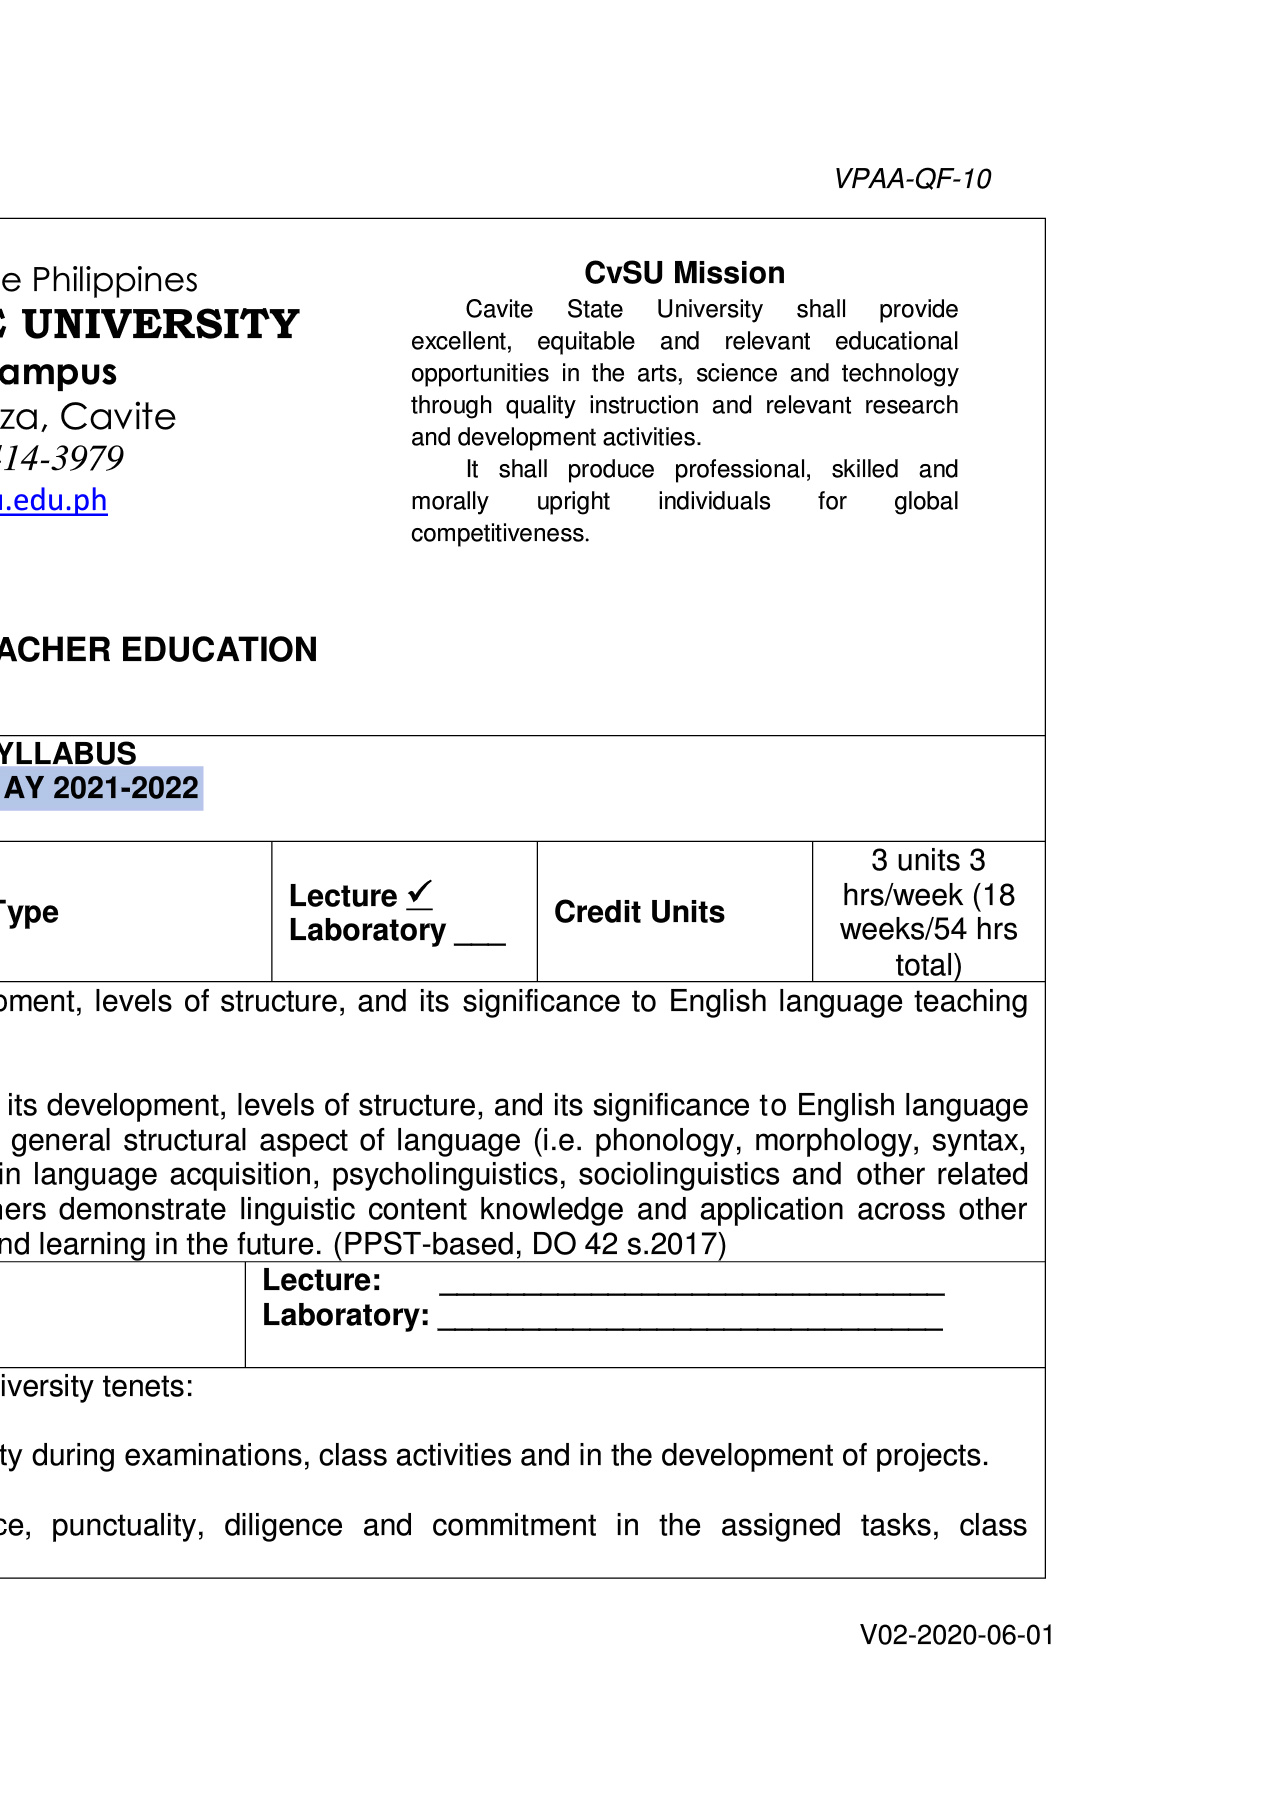 VPAA-QF-10
e Philippines
UNIVERSITY
ampus
za, Cavite
414-3979
u.edu.ph
CvSU Mission
Cavite State University shall provide
excellent, equitable and relevant educational
opportunities in the arts, science and technology
through quality instruction and relevant research
and development activities.
It shall produce professional, skilled and
morally upright individuals for global
competitiveness.
ACHER EDUCATION
YLLABUS
AY 2021-2022
Type
Lecture ✓
Laboratory ___
Credit Units
3 units 3
hrs/week (18
weeks/54 hrs
total)
pment, levels of structure, and its significance to English language teaching
its development, levels of structure, and its significance to English language
general structural aspect of language (i.e. phonology, morphology, syntax,
in language acquisition, psycholinguistics, sociolinguistics and other related
ners demonstrate linguistic content knowledge and application across other
nd learning in the future. (PPST-based, DO 42 s.2017)
Lecture: ______________________________
Laboratory: ______________________________
iversity tenets:
ty during examinations, class activities and in the development of projects.
ce, punctuality, diligence and commitment in the assigned tasks, class
V02-2020-06-01